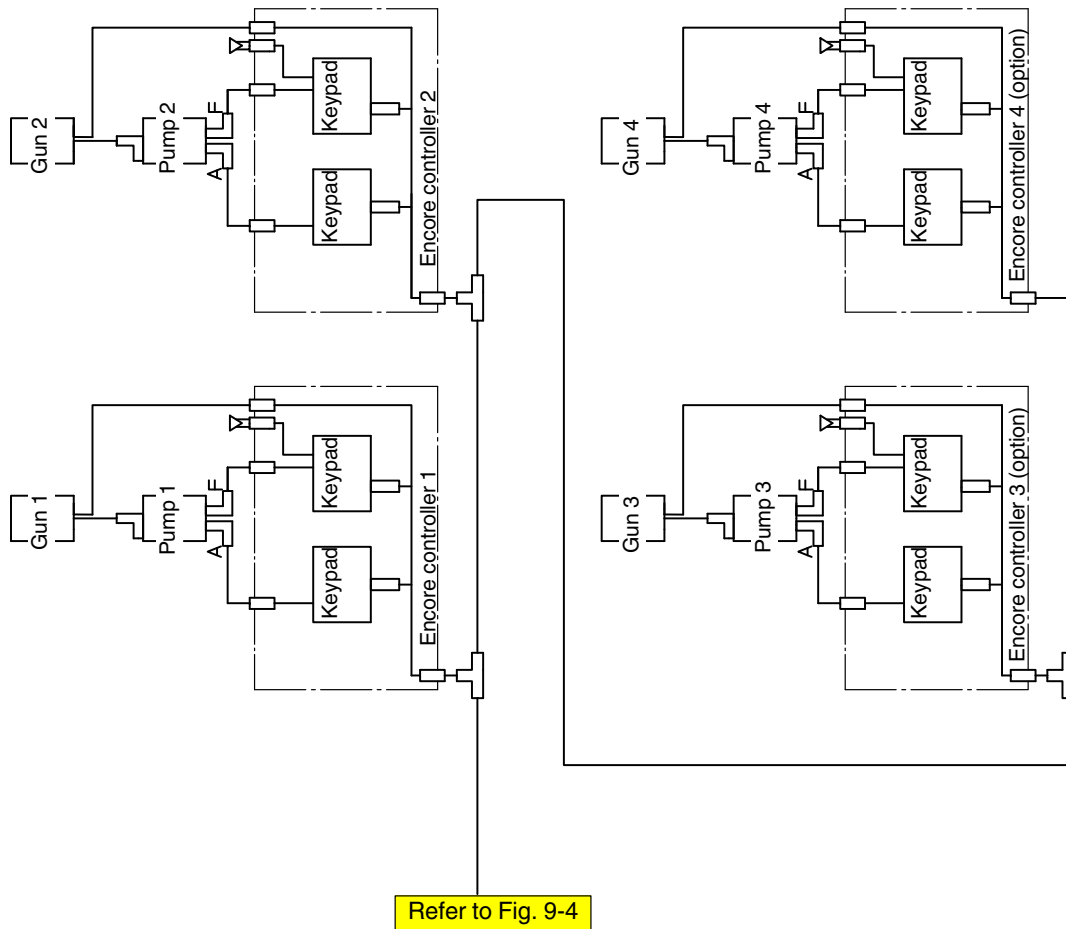 Gun 2
Pump 2
A
F
Keypad
Keypad
Encore controller 2
Gun 4
Pump 4
A
F
Keypad
Keypad
Encore controller 4 (option)
Gun 1
Pump 1
A
F
Keypad
Keypad
Encore controller 1
Gun 3
Pump 3
A
F
Keypad
Keypad
Encore controller 3 (option)
Refer to Fig. 9-4